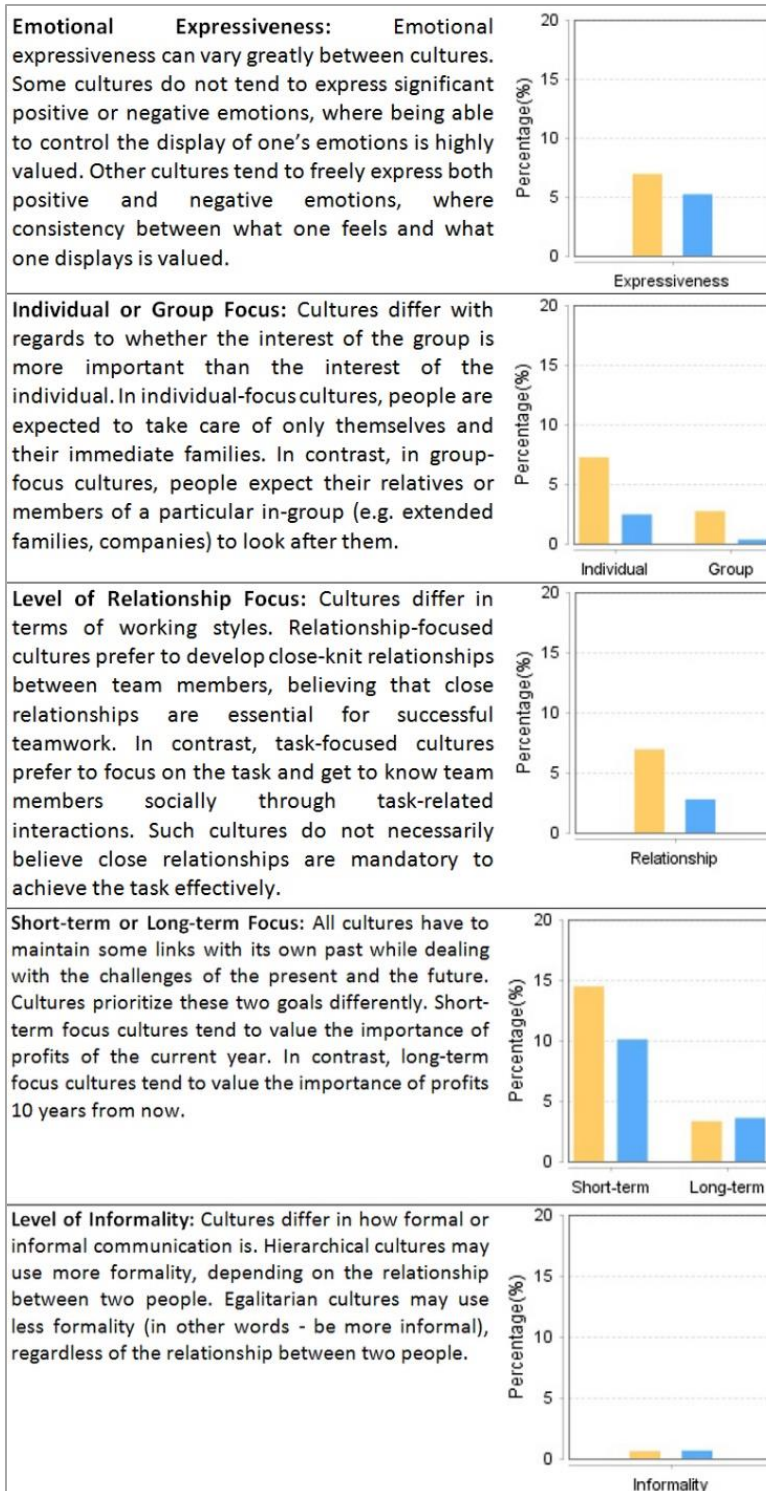 Emotional Expressiveness: Emotional
expressiveness can vary greatly between cultures.
Some cultures do not tend to express significant
positive or negative emotions, where being able
to control the display of one's emotions is highly
valued. Other cultures tend to freely express both
positive and negative emotions, where
consistency between what one feels and what
one displays is valued.
Percentage(%)
20
15
10
5
0
Expressiveness
Individual or Group Focus: Cultures differ with
regards to whether the interest of the group is
more important than the interest of the
individual. In individual-focus cultures, people are
expected to take care of only themselves and
their immediate families. In contrast, in group-
focus cultures, people expect their relatives or
members of a particular in-group (e.g. extended
families, companies) to look after them.
Percentage(%)
20
15
10
5
0
Individual Group
Level of Relationship Focus: Cultures differ in
terms of working styles. Relationship-focused
cultures prefer to develop close-knit relationships
between team members, believing that close
relationships are essential for successful
teamwork. In contrast, task-focused cultures
prefer to focus on the task and get to know team
members socially through task-related
interactions. Such cultures do not necessarily
believe close relationships are mandatory to
achieve the task effectively.
Percentage(%)
20
15
10
5
0
Relationship
Short-term or Long-term Focus: All cultures have to
maintain some links with its own past while dealing
with the challenges of the present and the future.
Cultures prioritize these two goals differently. Short-
term focus cultures tend to value the importance of
profits of the current year. In contrast, long-term
focus cultures tend to value the importance of profits
10 years from now.
Percentage(%)
20
15
10
5
0
Short-term Long-term
Level of Informality: Cultures differ in how formal or
informal communication is. Hierarchical cultures may
use more formality, depending on the relationship
between two people. Egalitarian cultures may use
less formality (in other words - be more informal),
regardless of the relationship between two people.
Percentage(%)
20
15
10
5
0
Informality